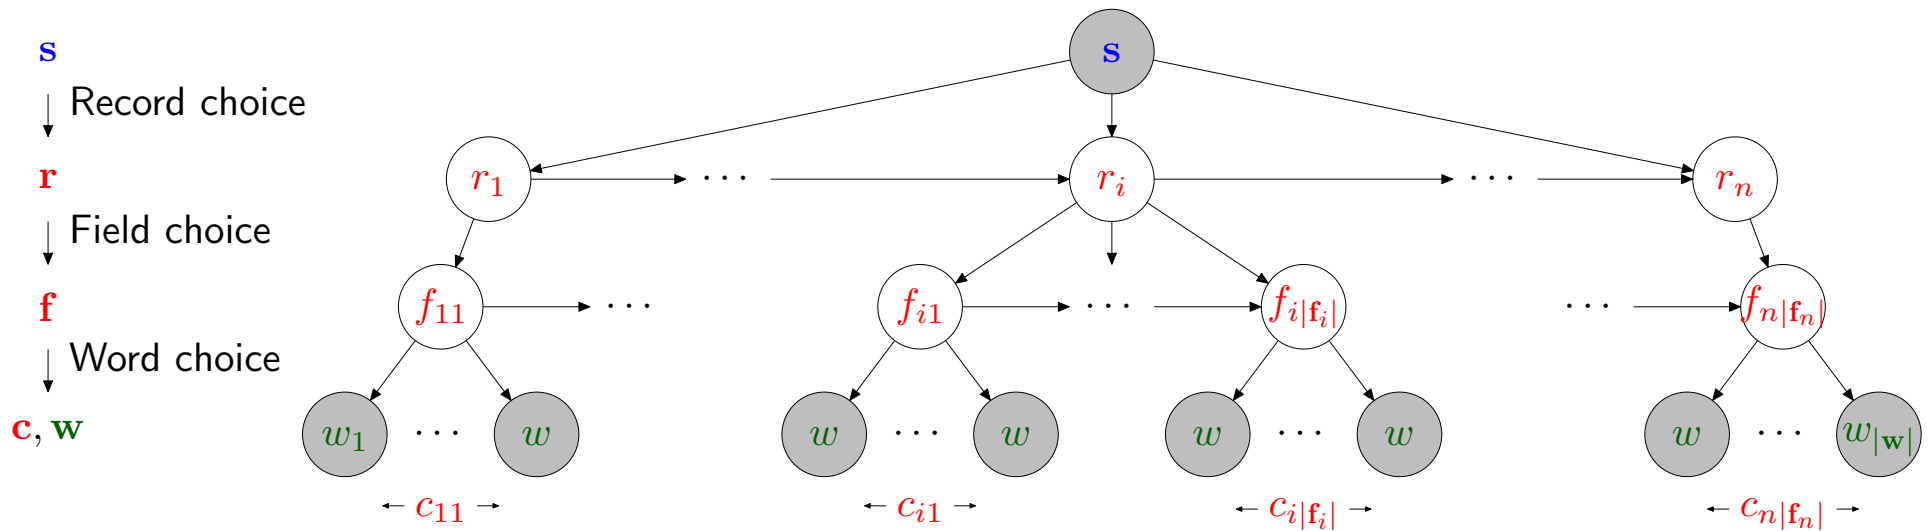 s
s
Record choice
r
r₁ ··· rᵢ ··· rₙ
Field choice
f
f₁₁ ··· fᵢ₁ ··· fᵢ|fᵢ| ··· fₙ|fₙ|
Word choice
c, w
w₁ ··· w w ··· w w ··· w w ··· w|w|
c₁₁ cᵢ₁ cᵢ|fᵢ| cₙ|fₙ|